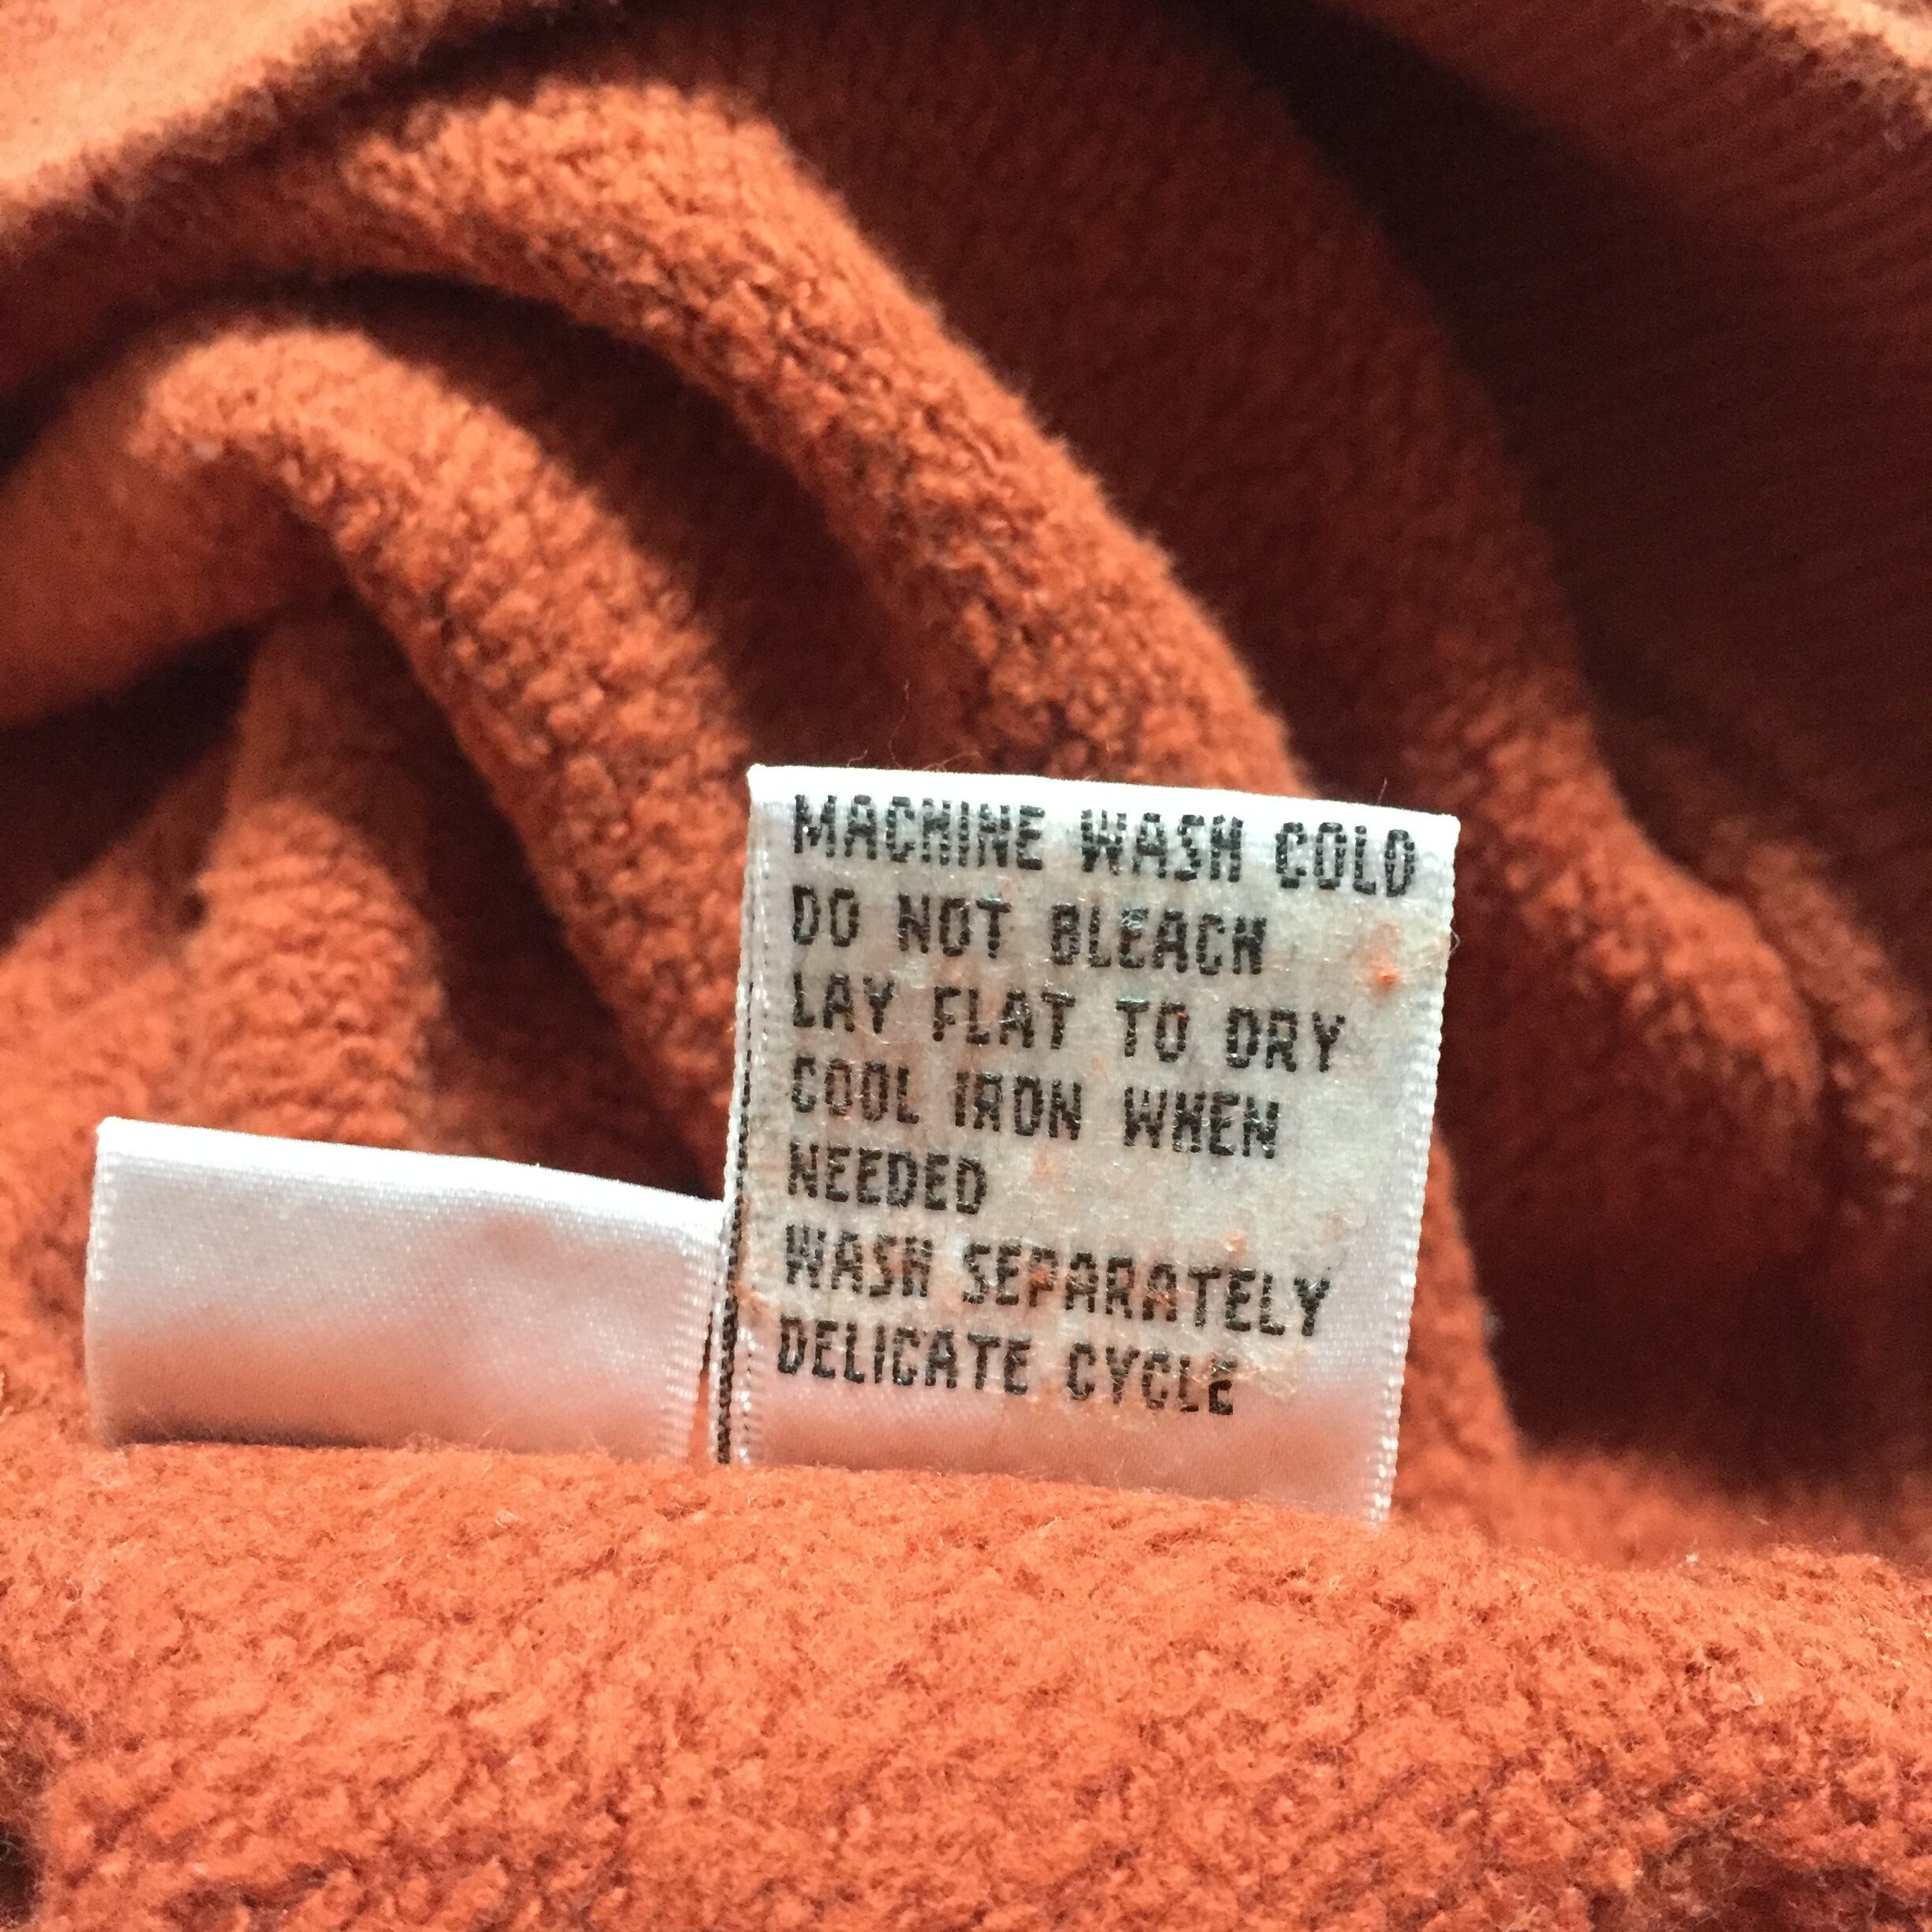 MACHINE WASH COLD
DO NOT BLEACH
LAY FLAT TO DRY
COOL IRON WHEN
NEEDED
WASH SEPARATELY
DELICATE CYCLE